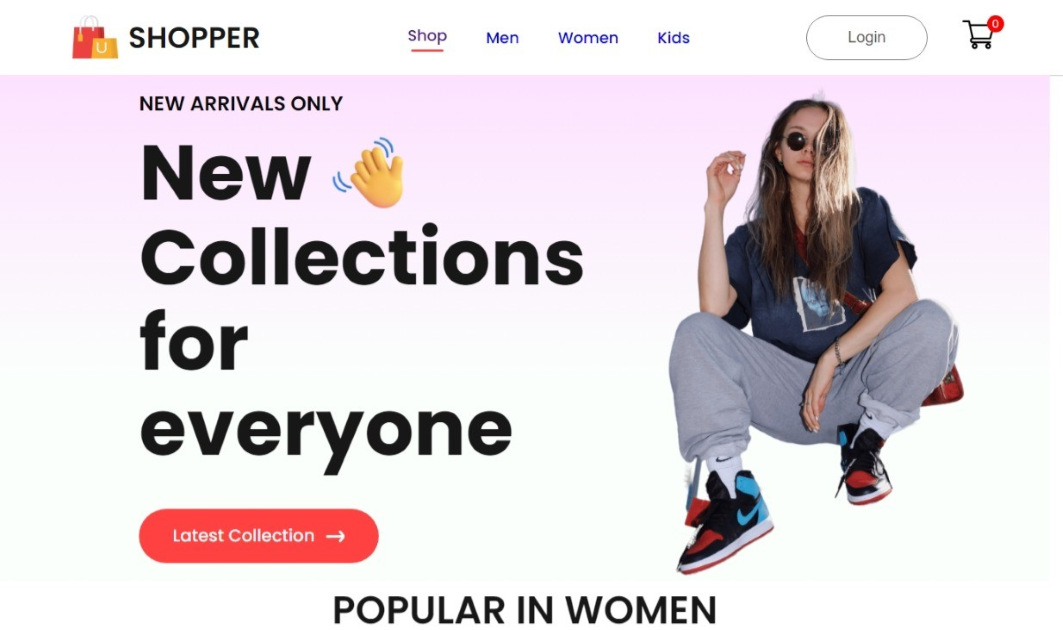 U
SHOPPER
Shop
Men
Women
Kids
Login
0
NEW ARRIVALS ONLY
New
Collections
for
everyone
Latest Collection →
POPULAR IN WOMEN